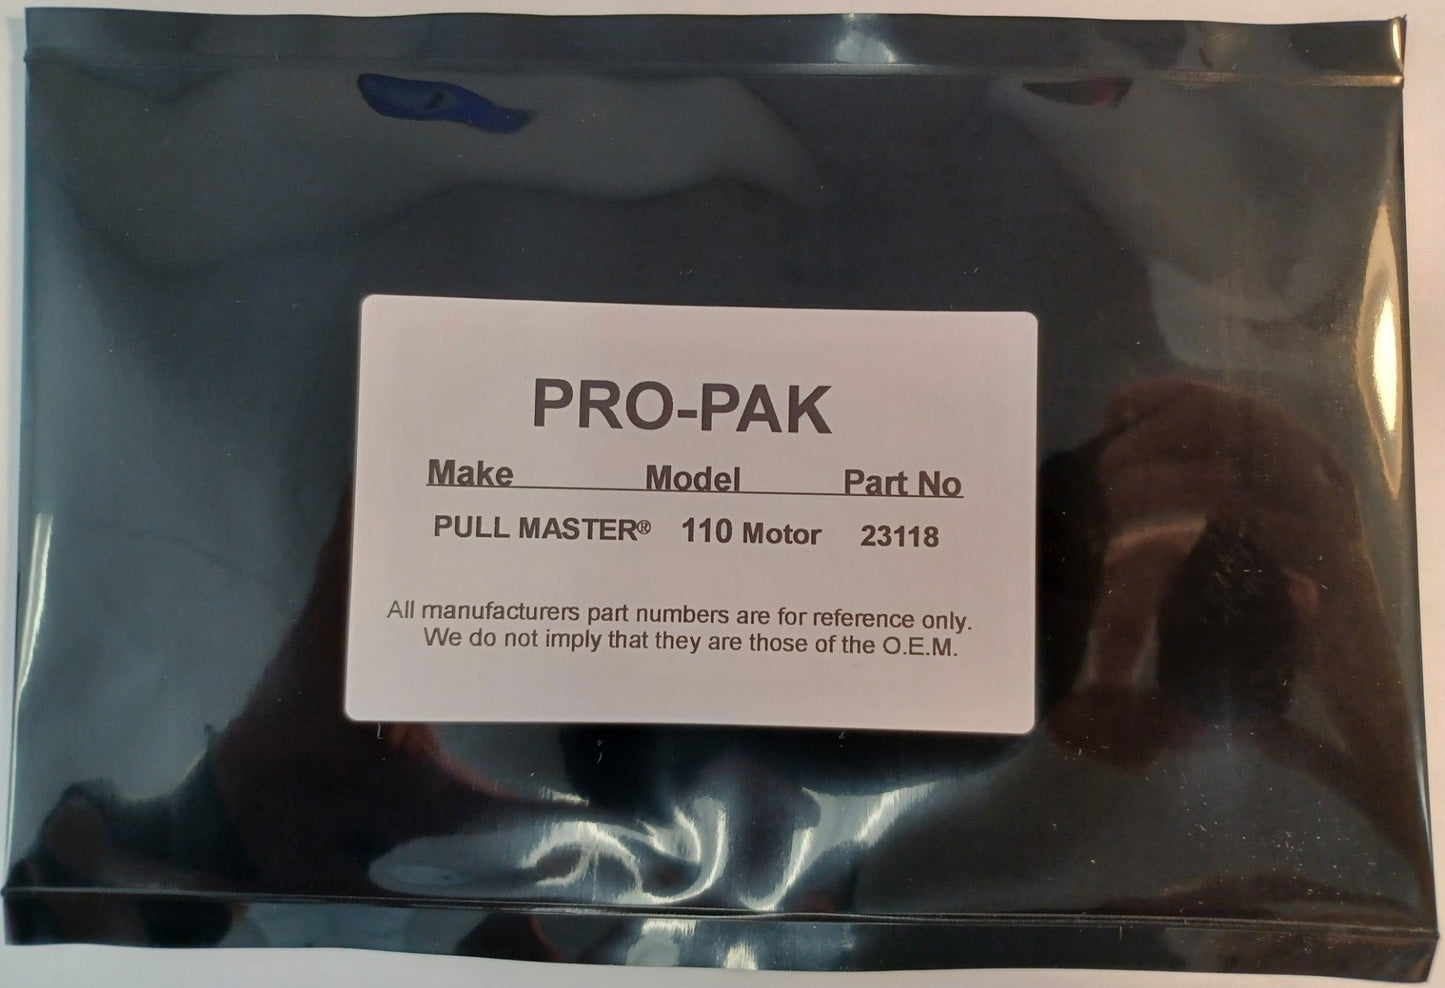 PRO-PAK
Make Model Part No
PULL MASTER® 110 Motor 23118
All manufacturers part numbers are for reference only.
We do not imply that they are those of the O.E.M.